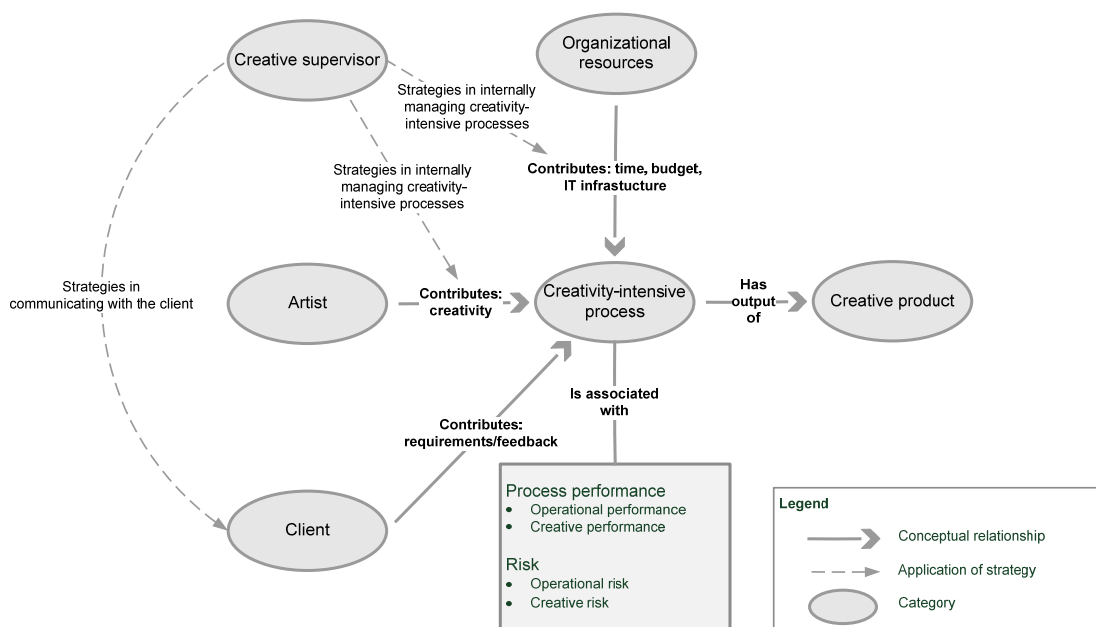 Creative supervisor
Organizational
resources
Strategies in internally
managing creativity-
intensive processes
Strategies in internally
managing creativity-
intensive processes
Contributes: time, budget,
IT infrastucture
Strategies in
communicating with the client
Artist
Contributes:
creativity
Creativity-intensive
process
Has
output
of
Creative product
Is associated
with
Contributes:
requirements/feedback
Client
Process performance
• Operational performance
• Creative performance
Risk
• Operational risk
• Creative risk
Legend
Conceptual relationship
Application of strategy
Category